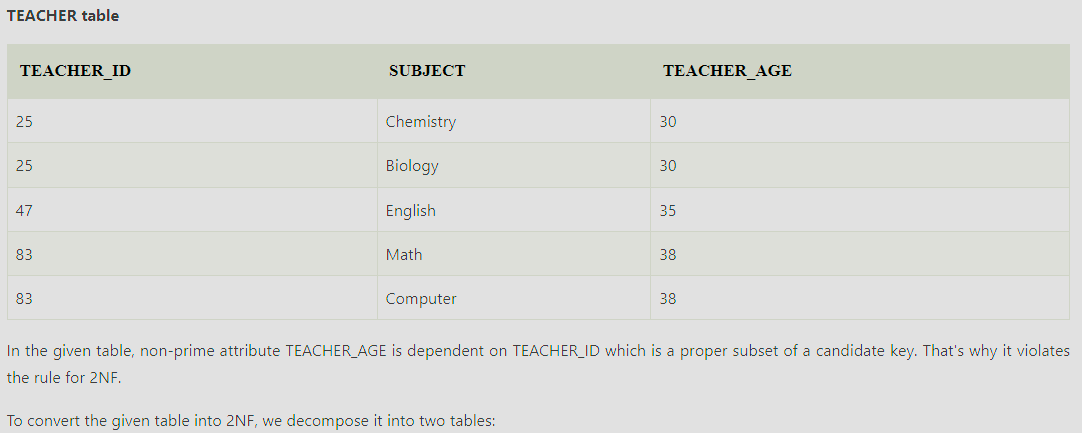 TEACHER table
TEACHER_ID SUBJECT TEACHER_AGE
25 Chemistry 30
25 Biology 30
47 English 35
83 Math 38
83 Computer 38
In the given table, non-prime attribute TEACHER_AGE is dependent on TEACHER_ID which is a proper subset of a candidate key. That's why it violates
the rule for 2NF.
To convert the given table into 2NF, we decompose it into two tables: